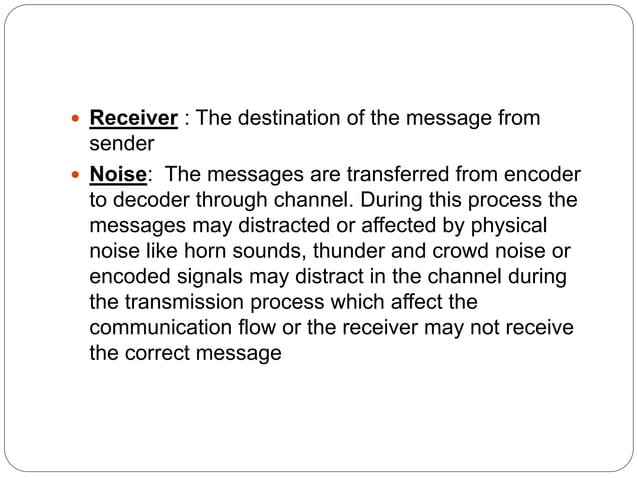 • Receiver : The destination of the message from
sender
• Noise:  The messages are transferred from encoder
to decoder through channel. During this process the
messages may distracted or affected by physical
noise like horn sounds, thunder and crowd noise or
encoded signals may distract in the channel during
the transmission process which affect the
communication flow or the receiver may not receive
the correct message